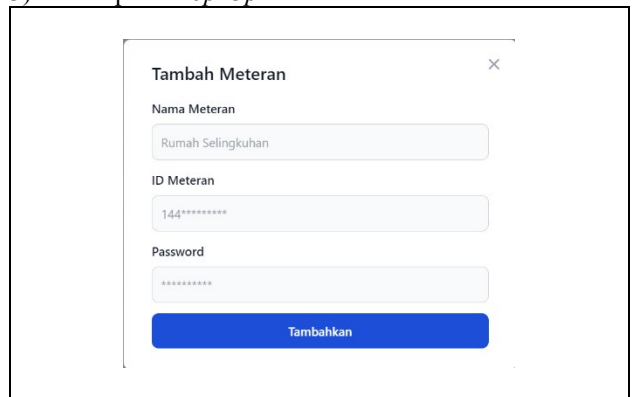 Tambah Meteran
Nama Meteran
Rumah Selingkuhan
ID Meteran
144*********
Password
**********
Tambahkan